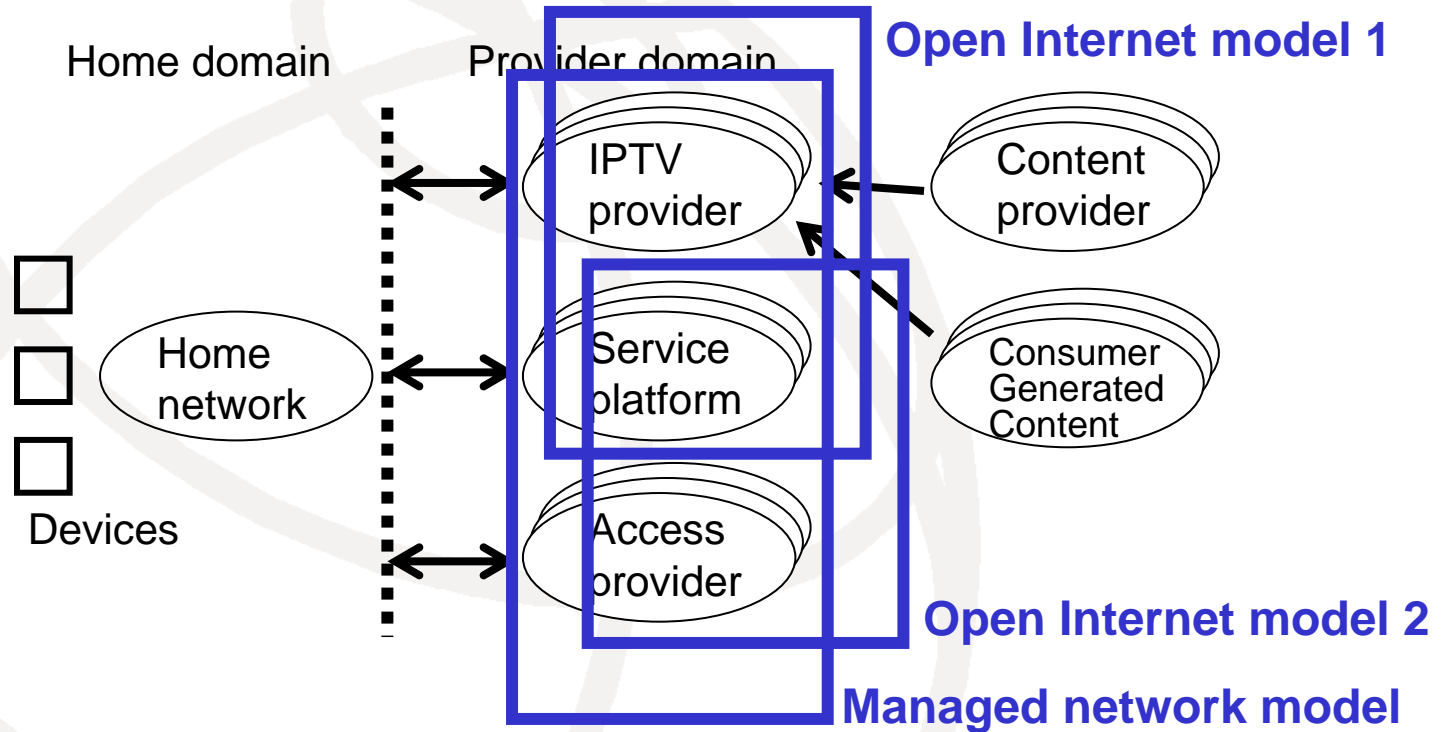 Open Internet model 1
Home domain
Provider domain
IPTV
provider
Content
provider
Home
network
Service
platform
Consumer
Generated
Content
Devices
Access
provider
Open Internet model 2
Managed network model